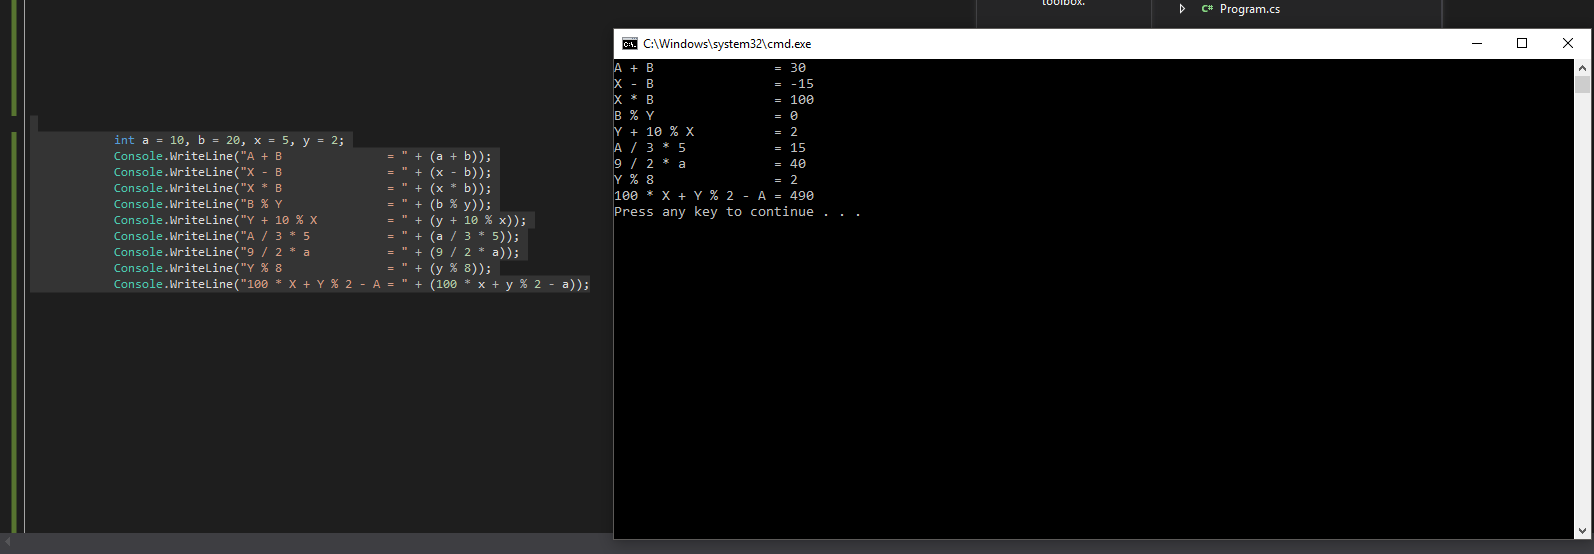 toolbox.
C# Program.cs
int a = 10, b = 20, x = 5, y = 2;
Console.WriteLine("A + B               = " + (a + b));
Console.WriteLine("X - B               = " + (x - b));
Console.WriteLine("X * B               = " + (x * b));
Console.WriteLine("B % Y               = " + (b % y));
Console.WriteLine("Y + 10 % X          = " + (y + 10 % x));
Console.WriteLine("A / 3 * 5           = " + (a / 3 * 5));
Console.WriteLine("9 / 2 * a           = " + (9 / 2 * a));
Console.WriteLine("Y % 8               = " + (y % 8));
Console.WriteLine("100 * X + Y % 2 - A = " + (100 * x + y % 2 - a));
C:\Windows\system32\cmd.exe
A + B               = 30
X - B               = -15
X * B               = 100
B % Y               = 0
Y + 10 % X          = 2
A / 3 * 5           = 15
9 / 2 * a           = 40
Y % 8               = 2
100 * X + Y % 2 - A = 490
Press any key to continue . . .